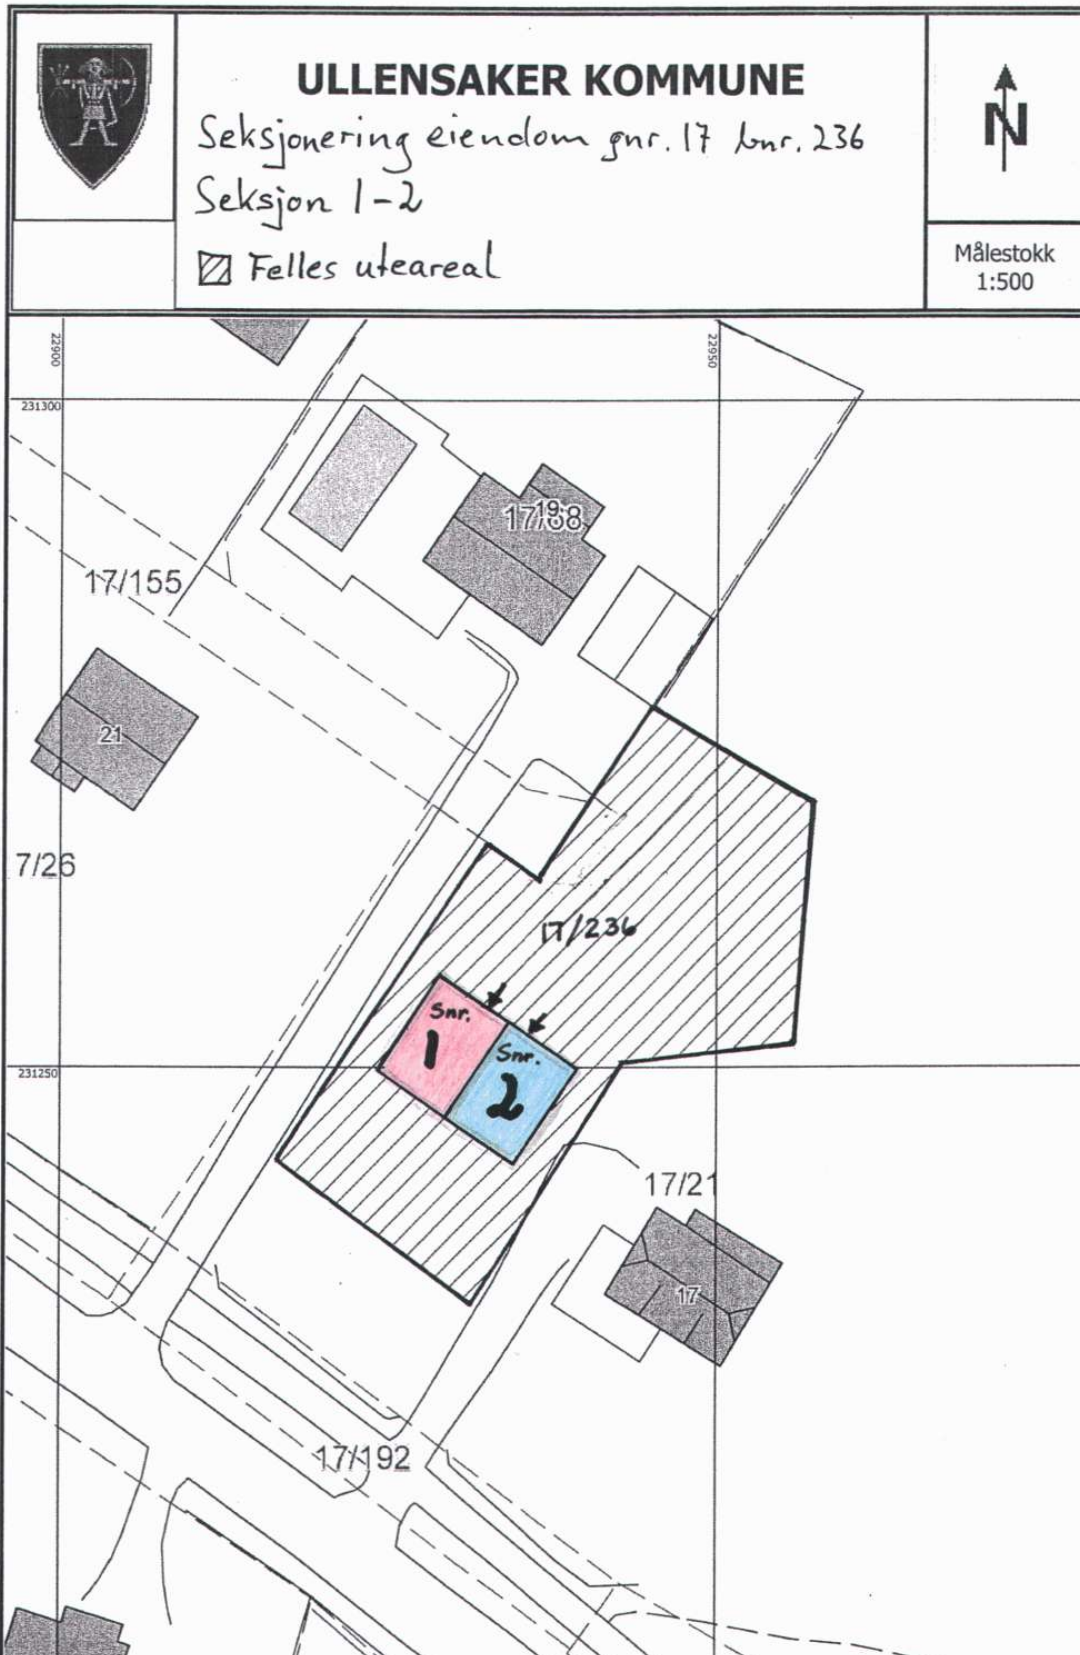 ULLENSAKER KOMMUNE
Seksjonering eiendom gnr. 17 bnr. 236
Seksjon 1-2
Felles uteareal
N
Målestokk
1:500
22900
22950
231300
19
17/155
21
7/26
17/236
Snr.
1
Snr.
2
231250
17/21
17
17/192